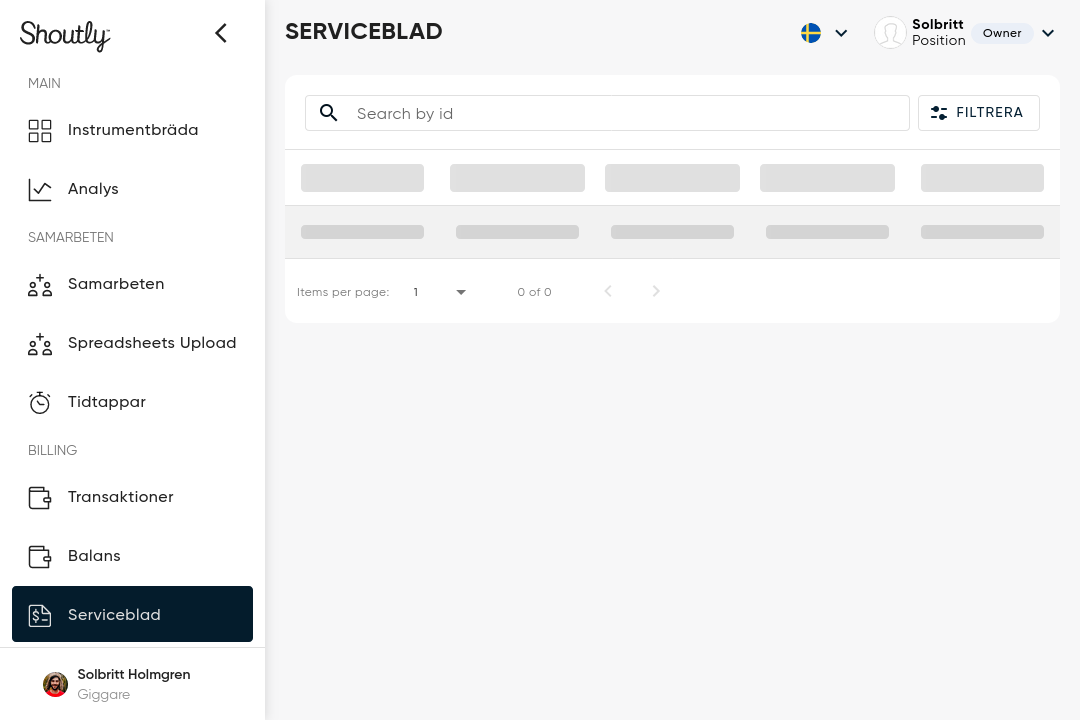 Shoutly
MAIN
Instrumentbräda
Analys
SAMARBETEN
Samarbeten
Spreadsheets Upload
Tidtappar
BILLING
Transaktioner
Balans
Serviceblad
Solbritt Holmgren
Giggare
SERVICEBLAD
Solbritt
Position
Owner
Search by id
FILTRERA
Items per page:
1
0 of 0